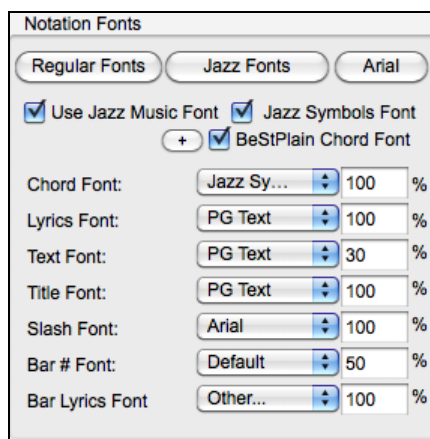 Notation Fonts
Regular Fonts Jazz Fonts Arial
Use Jazz Music Font Jazz Symbols Font
+ BeStPlain Chord Font
Chord Font: Jazz Sy... 100 %
Lyrics Font: PG Text 100 %
Text Font: PG Text 30 %
Title Font: PG Text 100 %
Slash Font: Arial 100 %
Bar # Font: Default 50 %
Bar Lyrics Font Other... 100 %